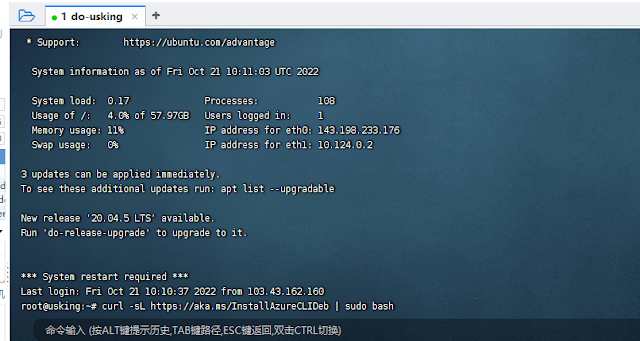 1 do-usking × +
* Support: https://ubuntu.com/advantage
System information as of Fri Oct 21 10:11:03 UTC 2022
System load: 0.17 Processes: 108
Usage of /: 4.0% of 57.97GB Users logged in: 1
Memory usage: 11% IP address for eth0: 143.198.233.176
Swap usage: 0% IP address for eth1: 10.124.0.2
3 updates can be applied immediately.
To see these additional updates run: apt list --upgradable
New release '20.04.5 LTS' available.
Run 'do-release-upgrade' to upgrade to it.
*** System restart required ***
Last login: Fri Oct 21 10:10:37 2022 from 103.43.162.160
root@usking:~# curl -sL https://aka.ms/InstallAzureCLIDeb | sudo bash
命令输入 (按ALT键提示历史,TAB键路径,ESC键返回,双击CTRL切换)